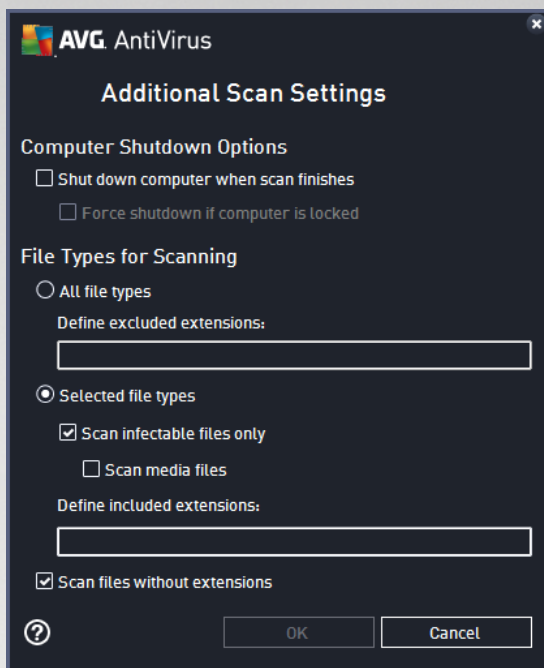 AVG. AntiVirus
Additional Scan Settings
Computer Shutdown Options
Shut down computer when scan finishes
Force shutdown if computer is locked
File Types for Scanning
All file types
Define excluded extensions:
Selected file types
Scan infectable files only
Scan media files
Define included extensions:
Scan files without extensions
? OK Cancel